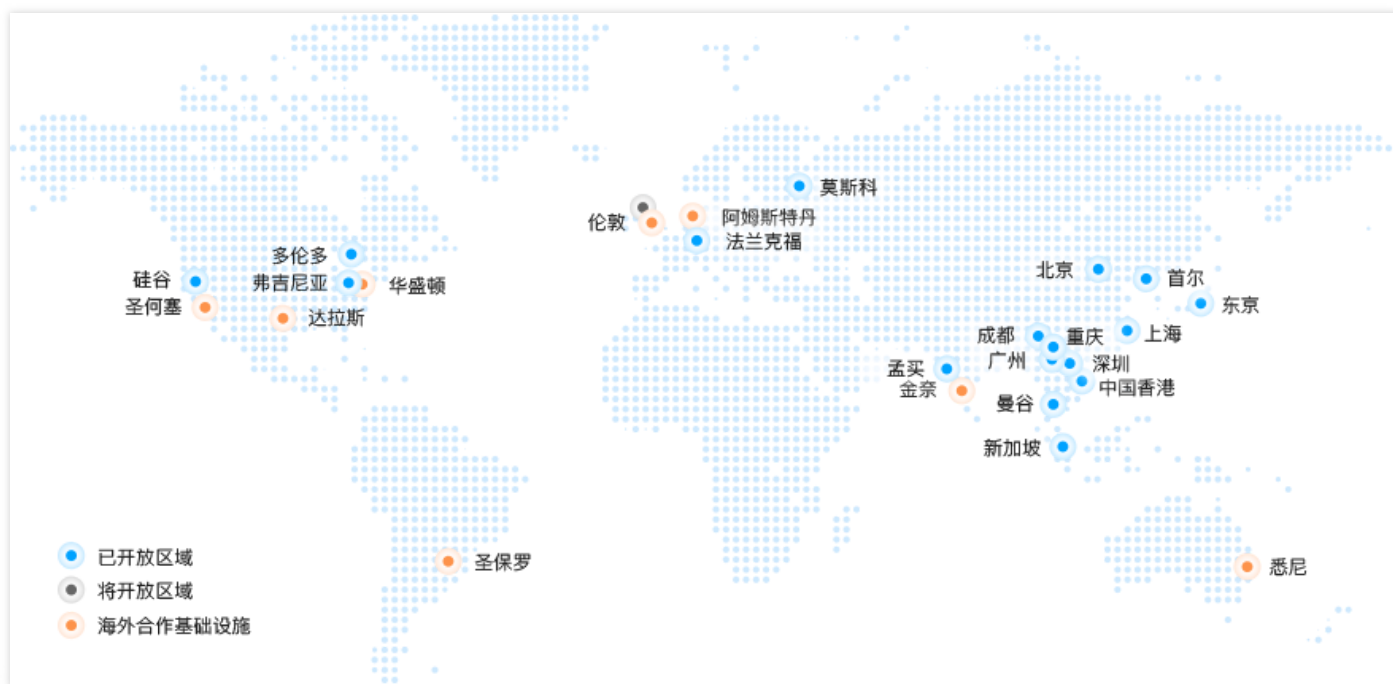 莫斯科
伦敦
阿姆斯特丹
法兰克福
多伦多
硅谷
弗吉尼亚
华盛顿
圣何塞
达拉斯
北京
首尔
东京
成都
重庆
上海
广州
深圳
孟买
金奈
中国香港
曼谷
新加坡
圣保罗
悉尼
已开放区域
将开放区域
海外合作基础设施